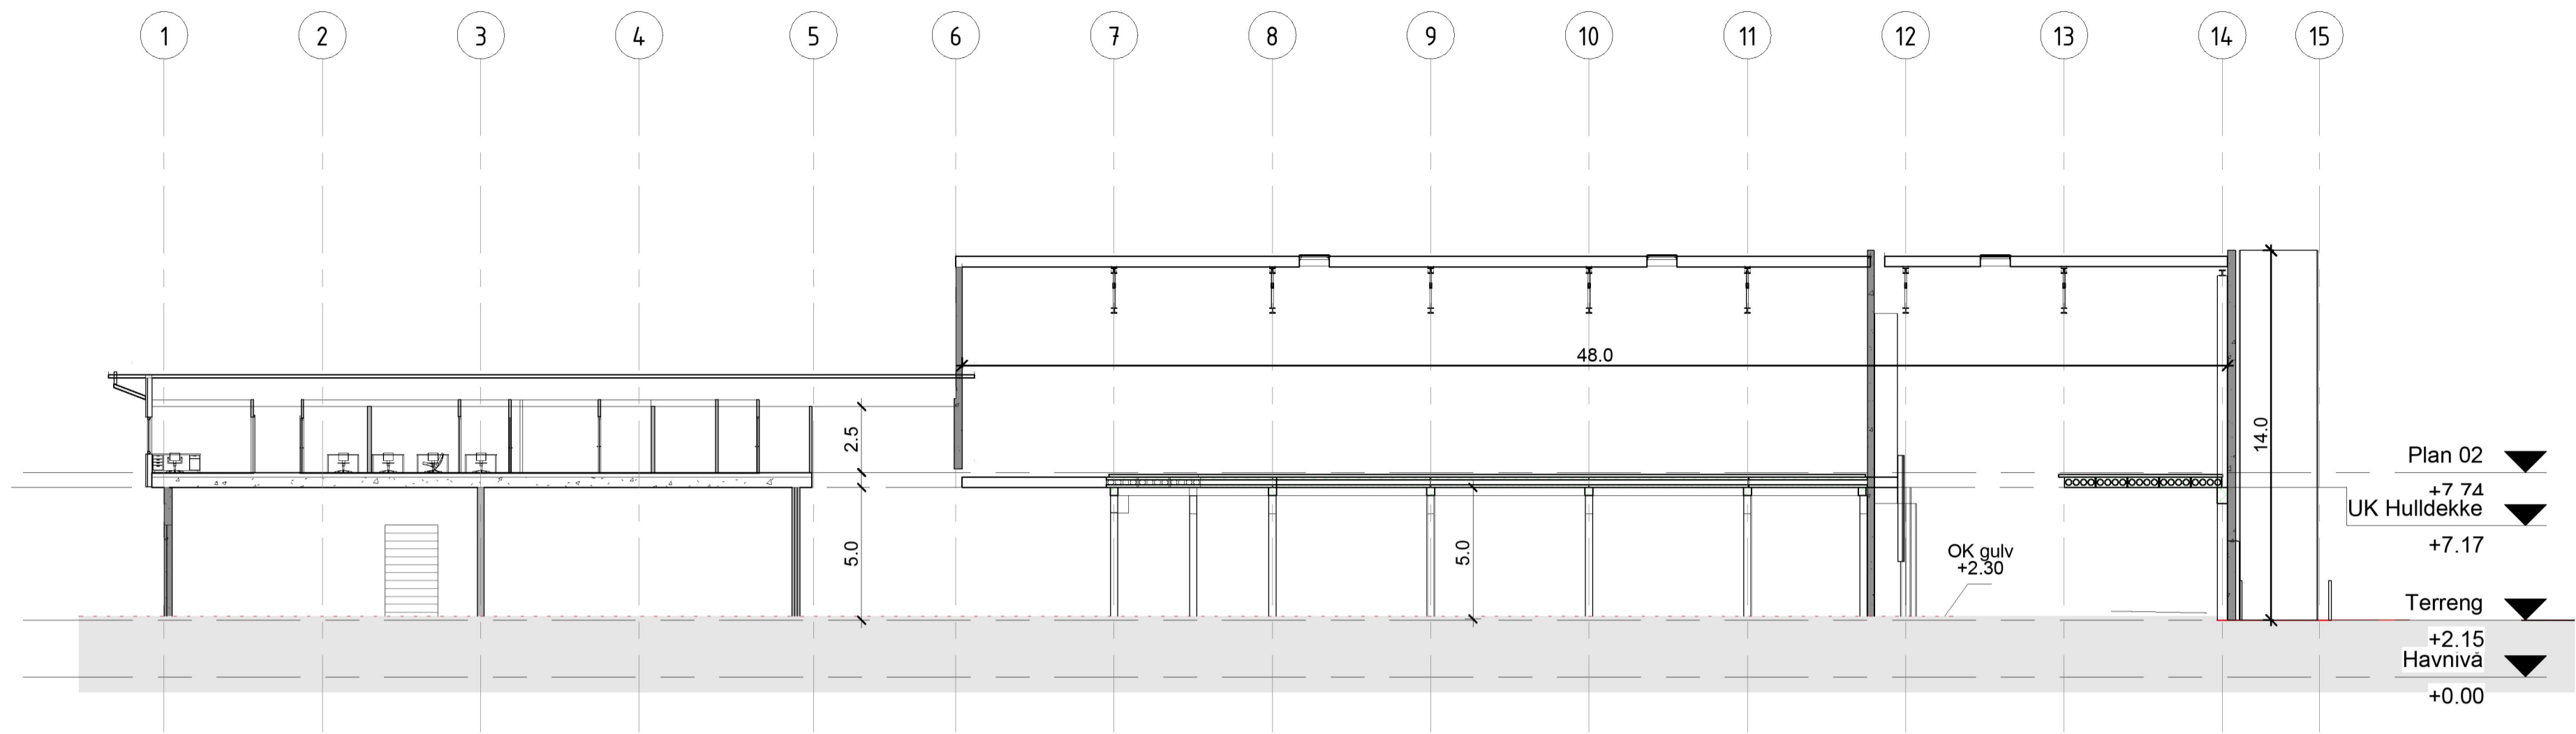 1 2 3 4 5 6 7 8 9 10 11 12 13 14 15
48.0
2.5
14.0
Plan 02
+7.74
UK Hulldekke
+7.17
5.0
5.0
OK gulv
+2.30
Terreng
+2.15
Havnivå
+0.00